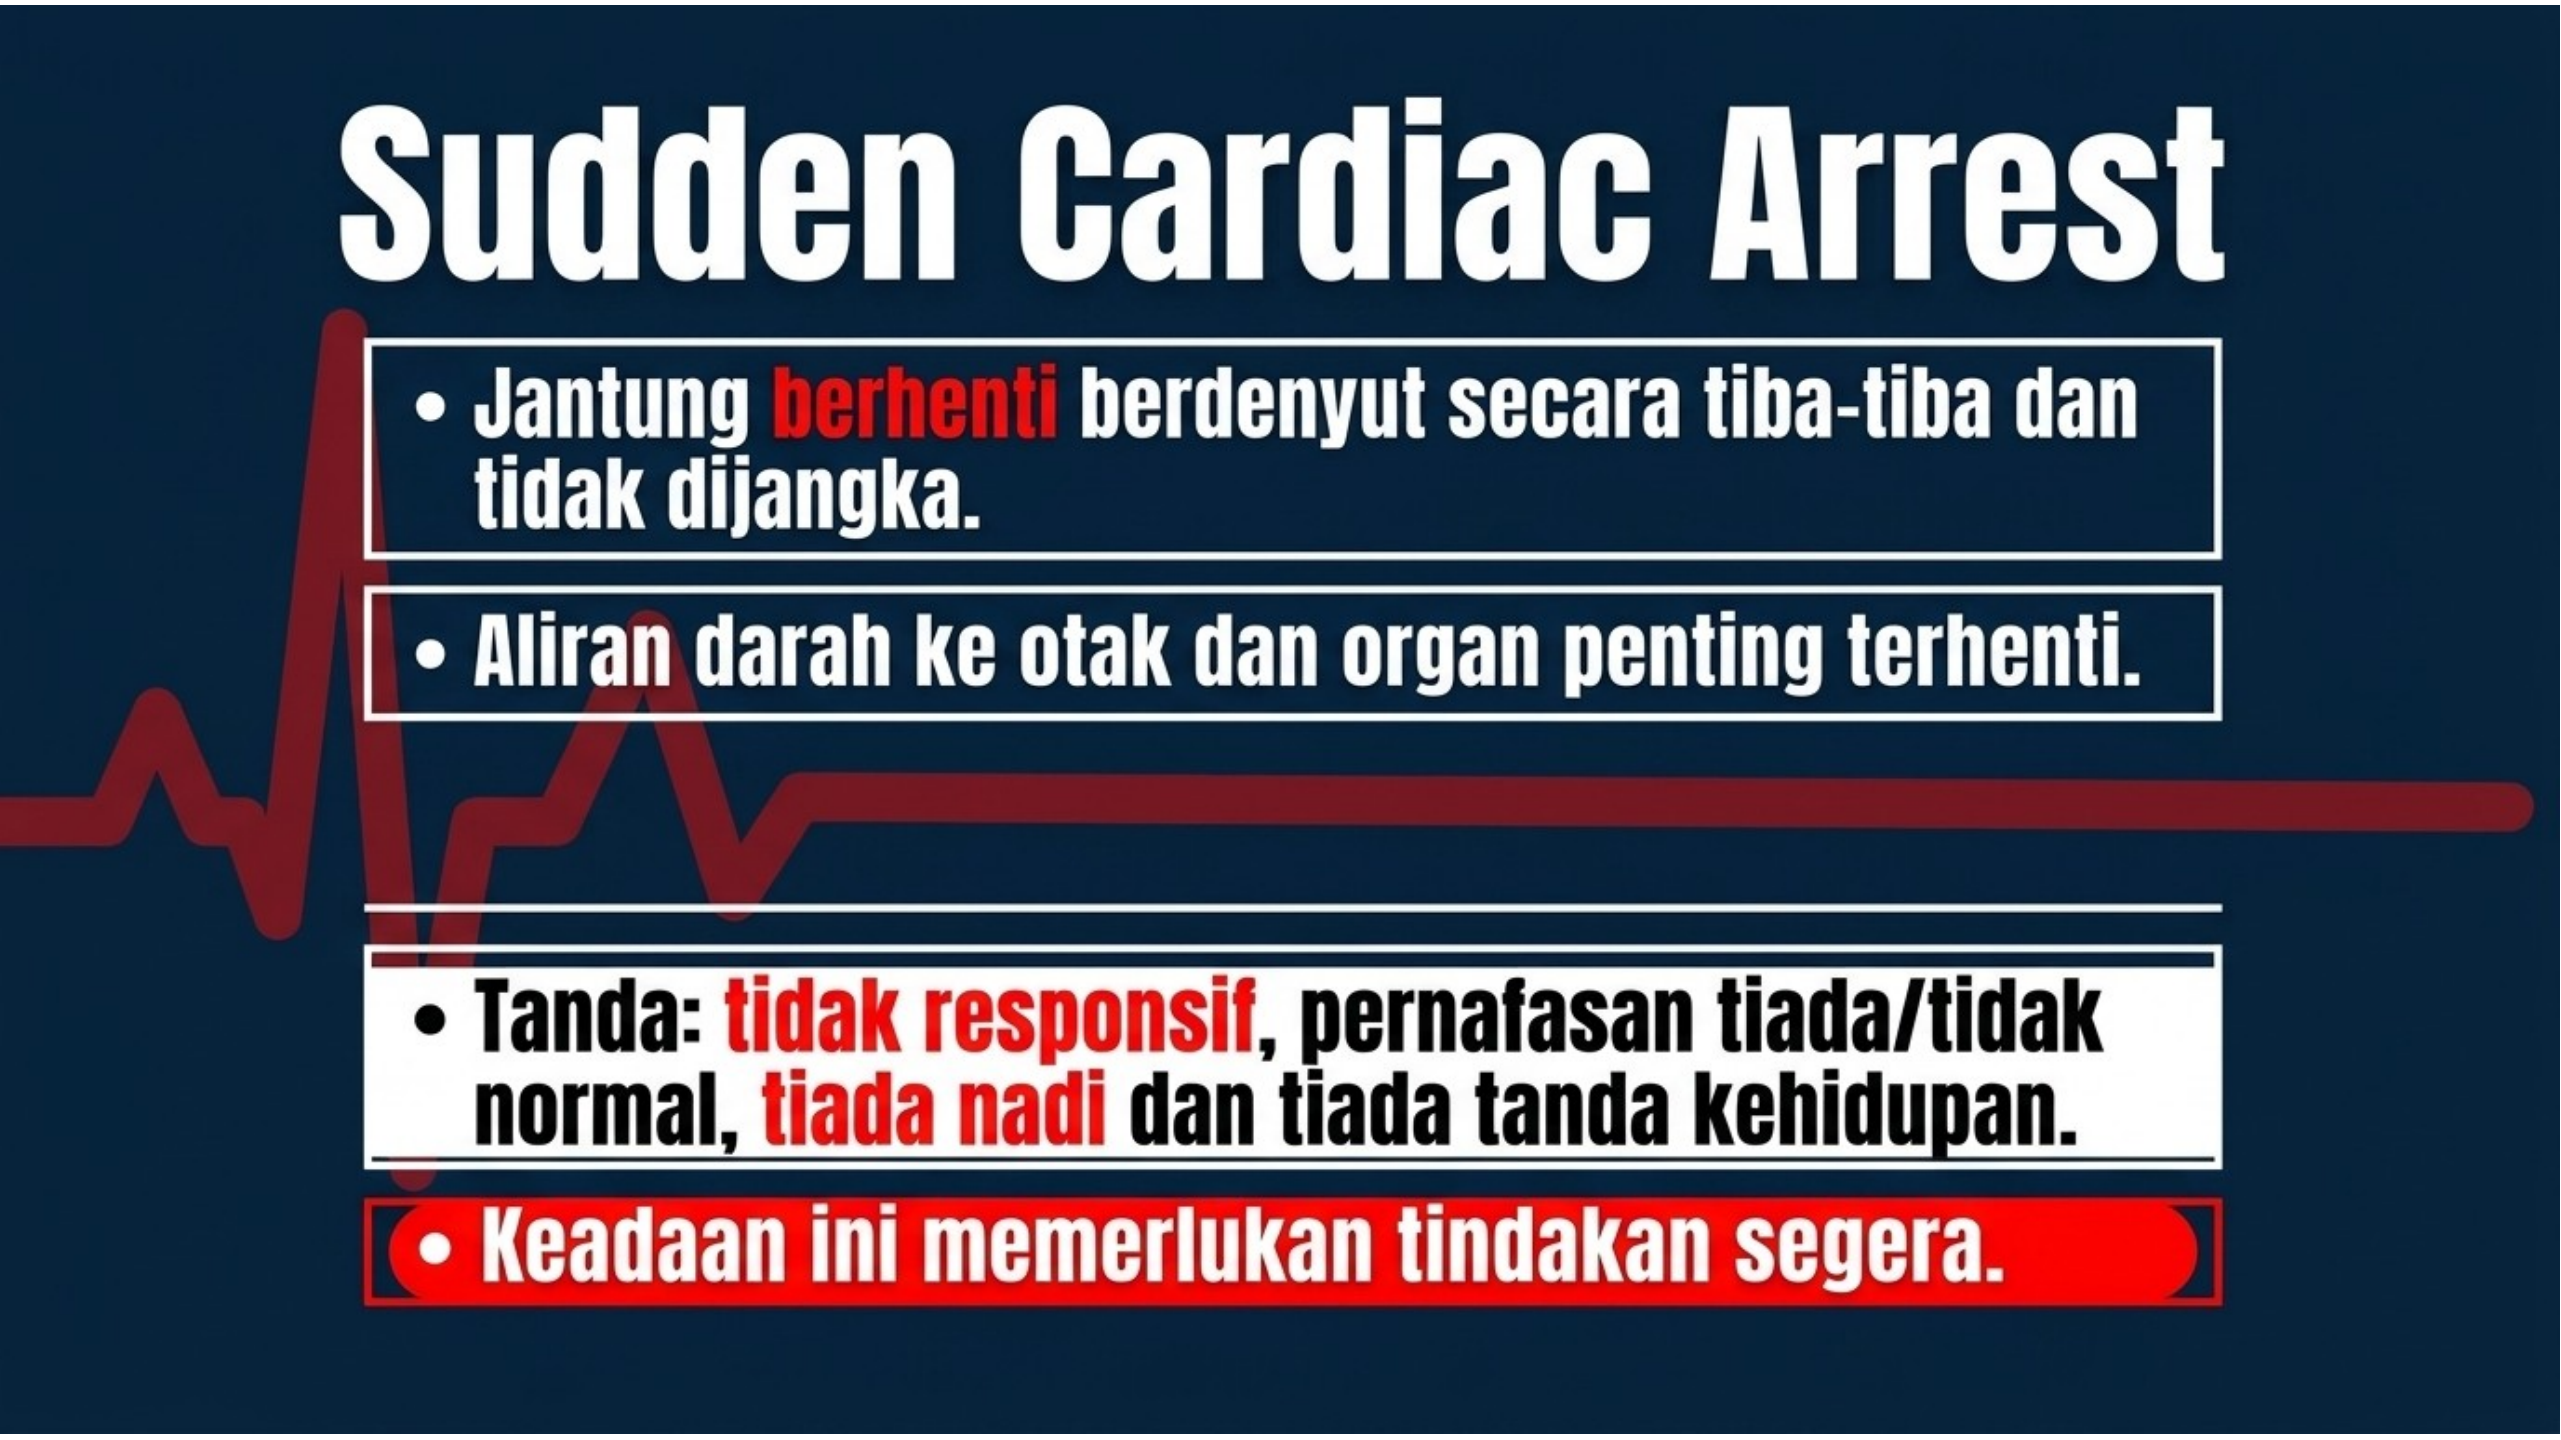 Sudden Cardiac Arrest
• Jantung berhenti berdenyut secara tiba-tiba dan
tidak dijangka.
• Aliran darah ke otak dan organ penting terhenti.
• Tanda: tidak responsif, pernafasan tiada/tidak
normal, tiada nadi dan tiada tanda kehidupan.
• Keadaan ini memerlukan tindakan segera.